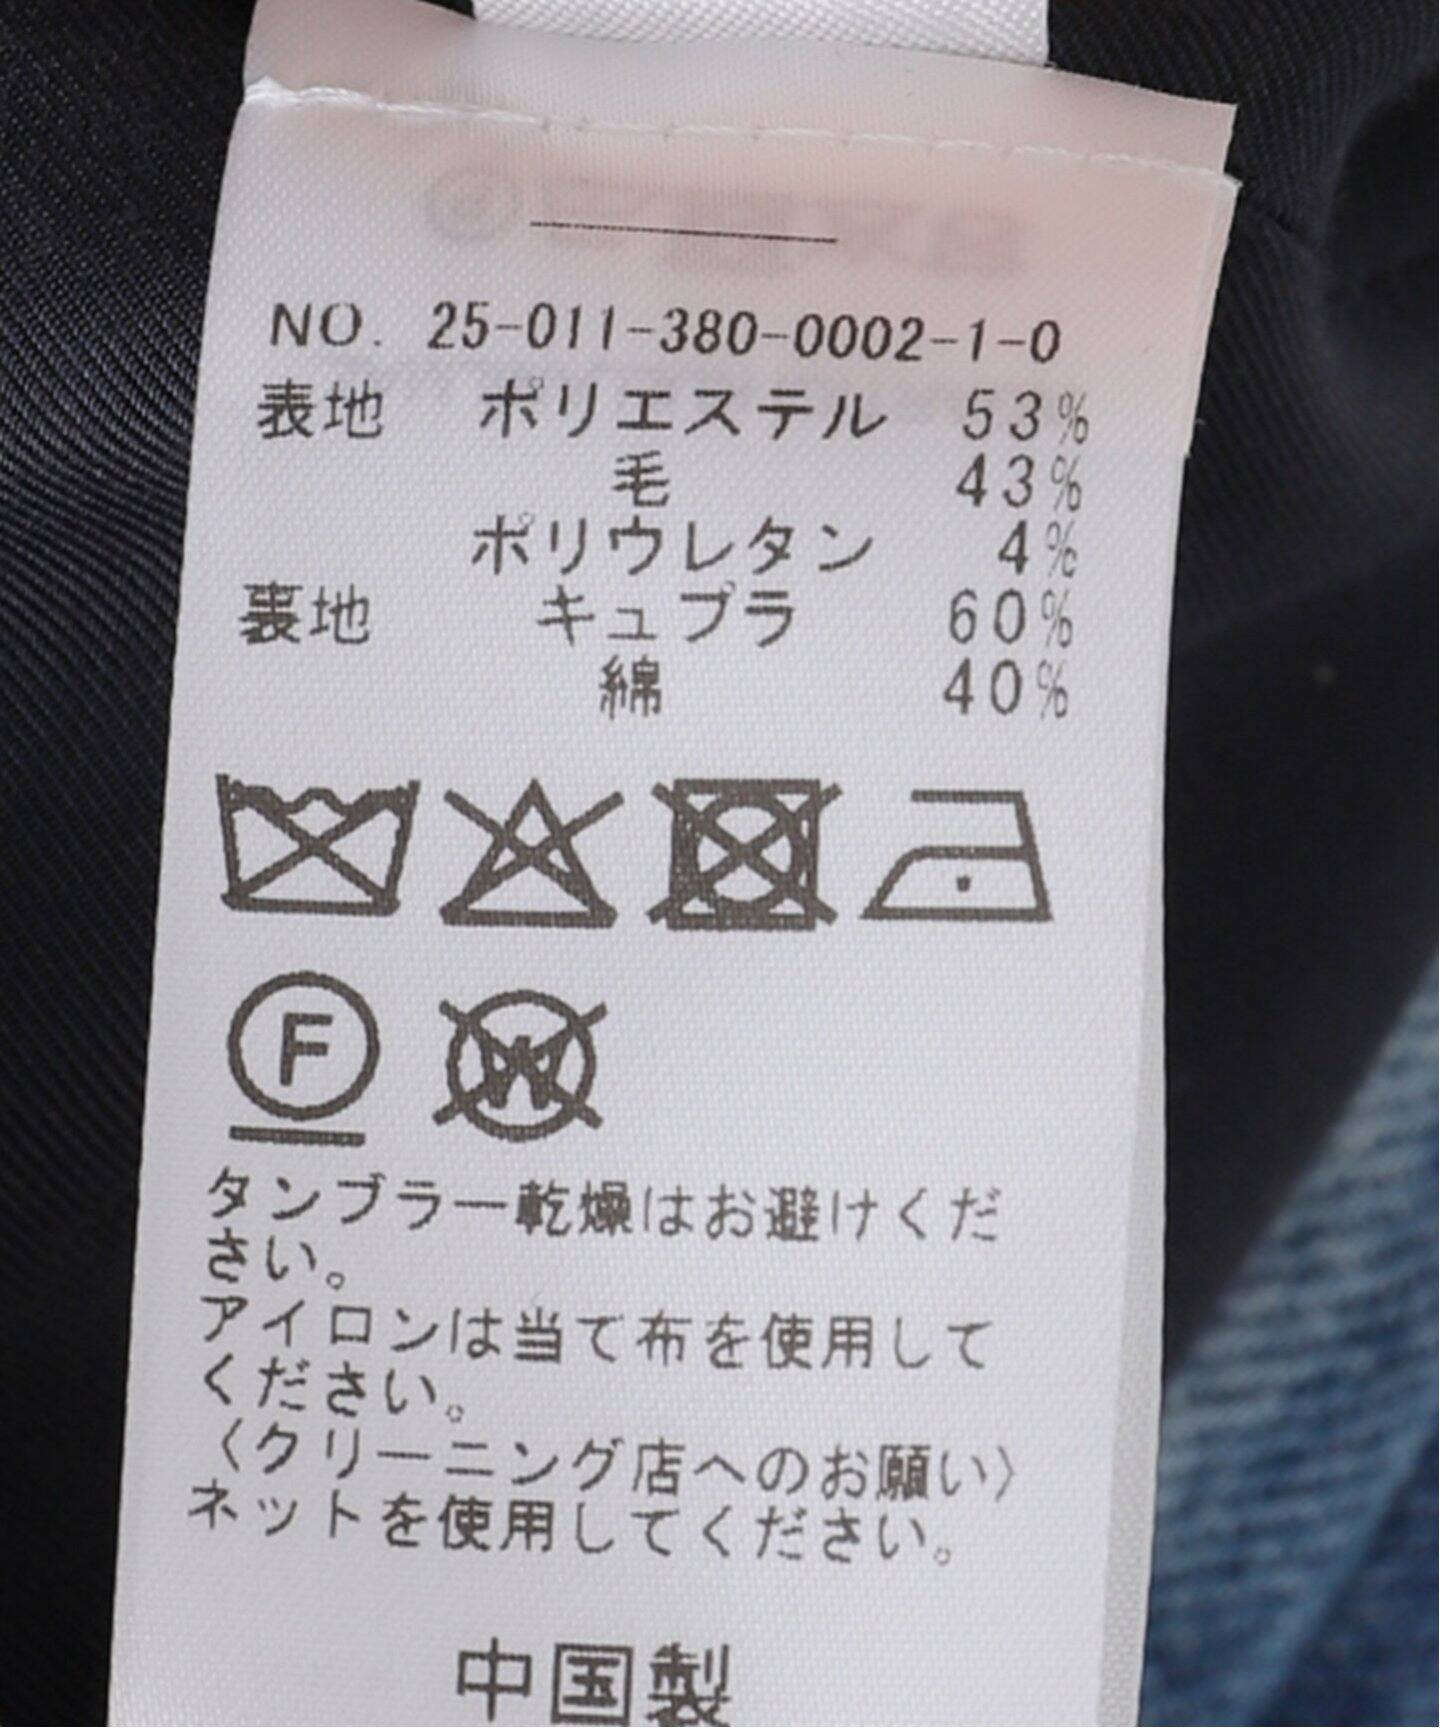 NO. 25-011-380-0002-1-0
表地 ポリエステル 53%
毛 43%
ポリウレタン 4%
裏地 キュプラ 60%
綿 40%
F W
タンブラー乾燥はお避けくだ
さい。
アイロンは当て布を使用して
ください。
〈クリーニング店へのお願い〉
ネットを使用してください。
中国製